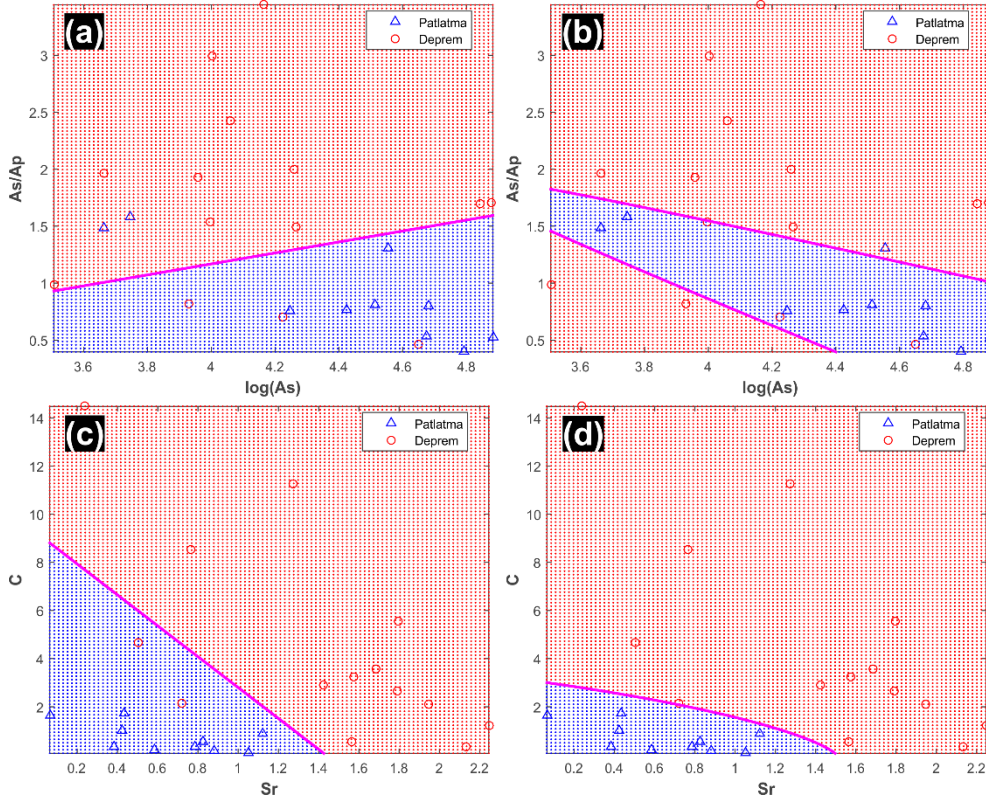 (a)
Patlatma
Deprem
As/Ap
3
2.5
2
1.5
1
0.5
3.6 3.8 4 4.2 4.4 4.6 4.8
log(As)
(b)
Patlatma
Deprem
As/Ap
3
2.5
2
1.5
1
0.5
3.6 3.8 4 4.2 4.4 4.6 4.8
log(As)
(c)
Patlatma
Deprem
C
14
12
10
8
6
4
2
0.2 0.4 0.6 0.8 1 1.2 1.4 1.6 1.8 2 2.2
Sr
(d)
Patlatma
Deprem
C
14
12
10
8
6
4
2
0.2 0.4 0.6 0.8 1 1.2 1.4 1.6 1.8 2 2.2
Sr